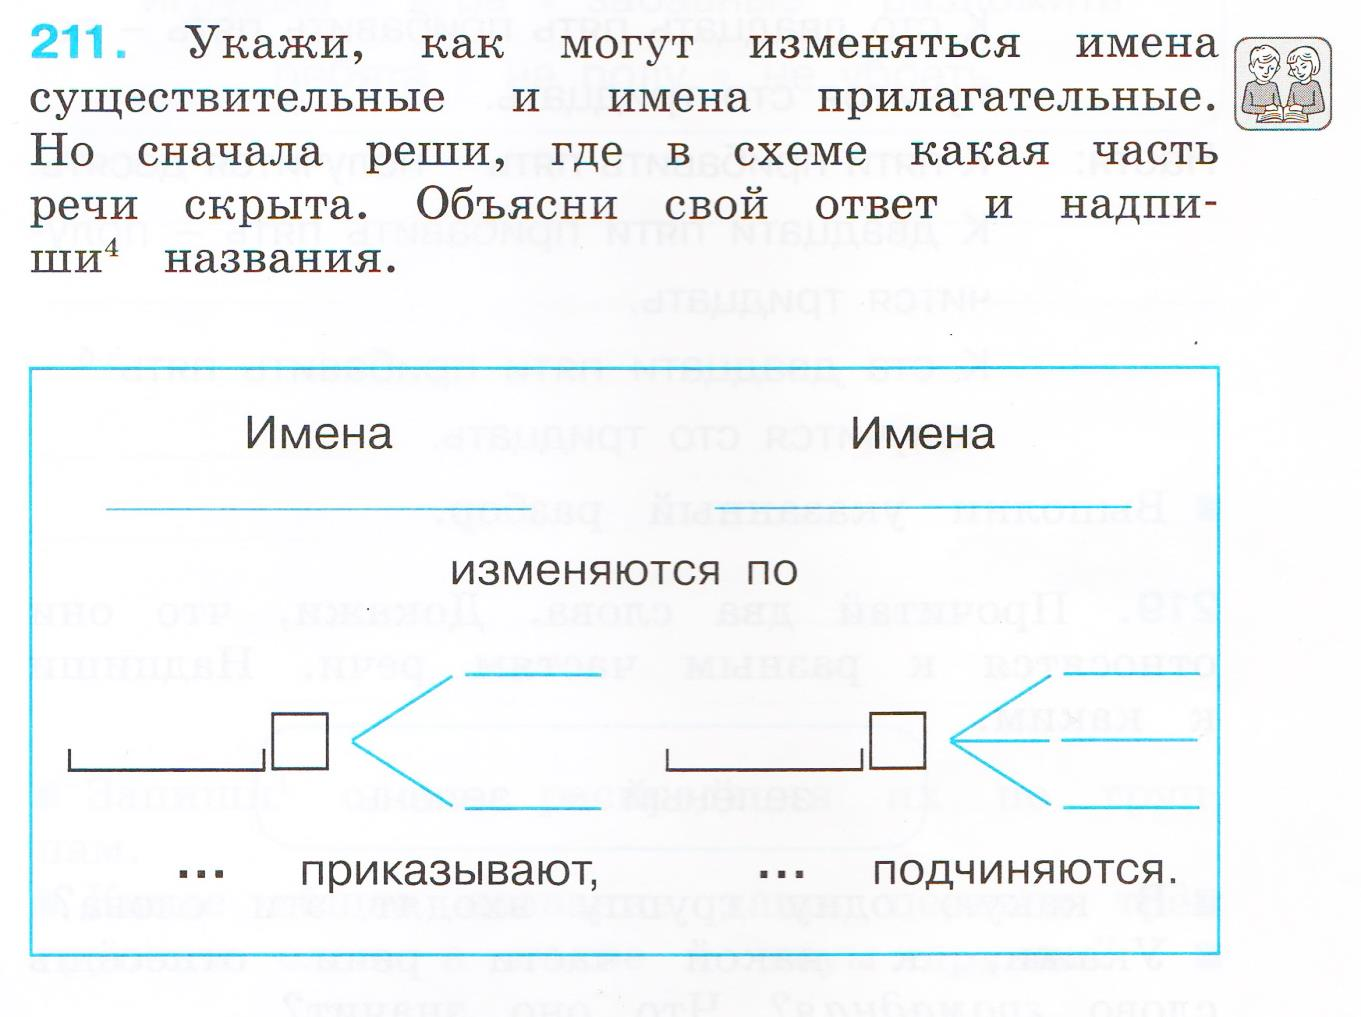 211. Укажи, как могут изменяться имена
существительные и имена прилагательные.
Но сначала реши, где в схеме какая часть
речи скрыта. Объясни свой ответ и надпи-
ши⁴ названия.
Имена Имена
изменяются по
... приказывают, ... подчиняются.